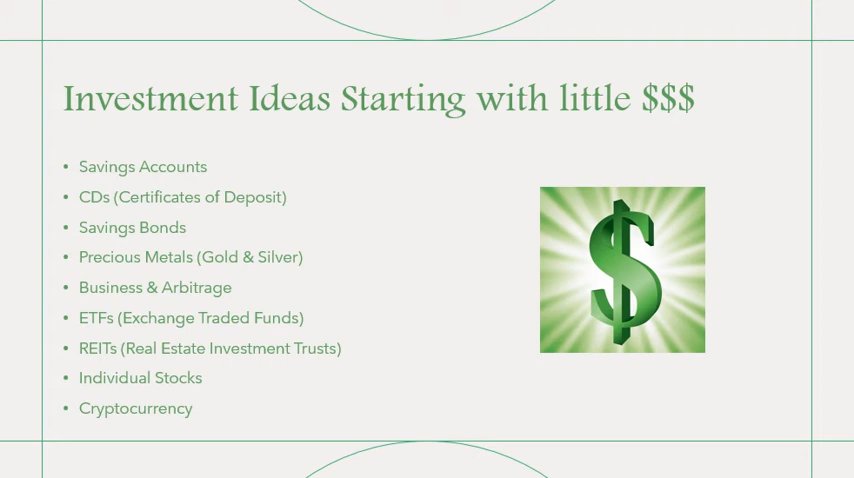 Investment Ideas Starting with little $$$
• Savings Accounts
• CDs (Certificates of Deposit)
• Savings Bonds
• Precious Metals (Gold & Silver)
• Business & Arbitrage
• ETFs (Exchange Traded Funds)
• REITs (Real Estate Investment Trusts)
• Individual Stocks
• Cryptocurrency
$